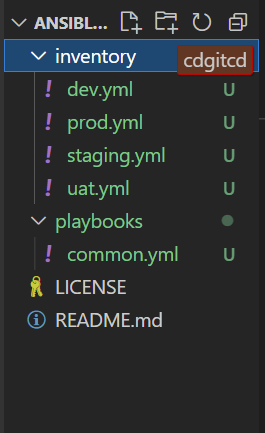 ANSIBL...
inventory
cdgitcd
! dev.yml U
! prod.yml U
! staging.yml U
! uat.yml U
playbooks
! common.yml U
LICENSE
README.md